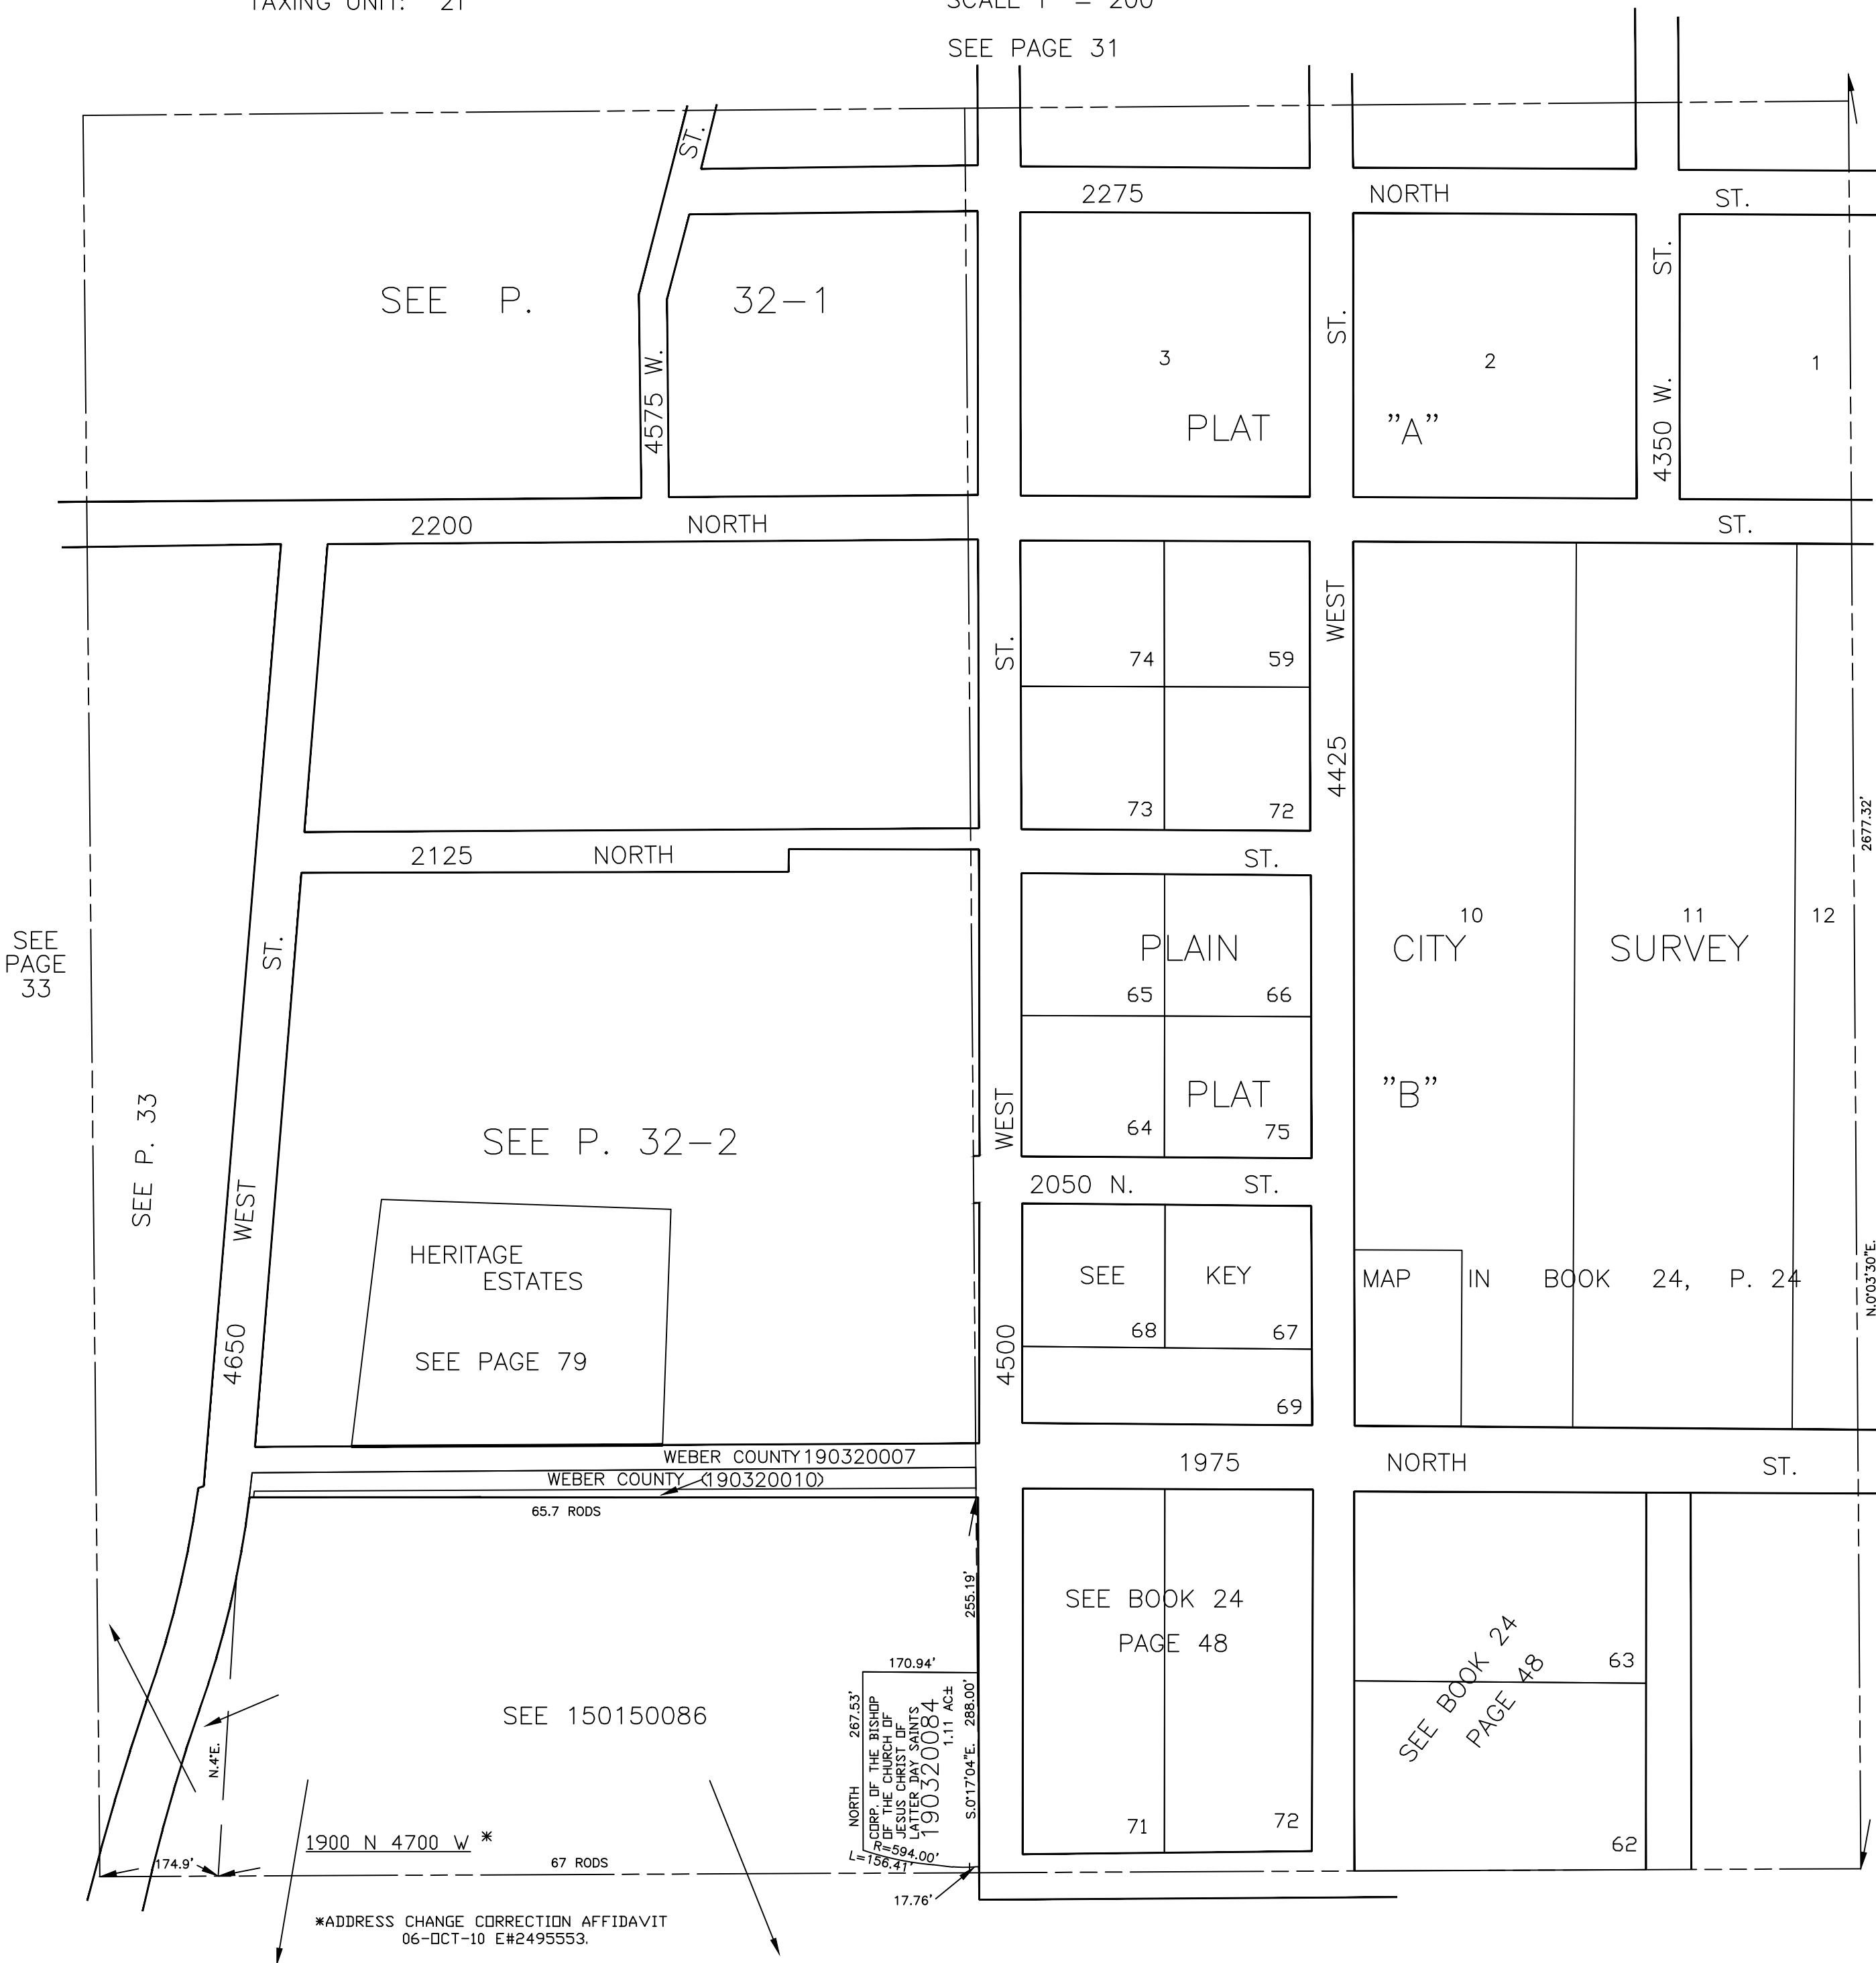 TAXING UNIT: 21
SCALE 1" = 200'
SEE PAGE 31
ST.
2275 NORTH ST.
SEE P. 32-1
4575 W.
ST.
4350 W. ST.
3
2
1
PLAT "A"
2200 NORTH ST.
74
59
73
72
ST.
WEST
4425
2677.32'
2125 NORTH ST.
10
11
12
PLAIN CITY SURVEY
65
66
SEE
PAGE
33
ST.
SEE P. 33
PLAT "B"
64
75
WEST
SEE P. 32-2
2050 N. ST.
WEST
HERITAGE
ESTATES
SEE PAGE 79
SEE KEY MAP IN BOOK 24, P. 24
N.0°03'30"E.
68
67
69
4650
4500
WEBER COUNTY 190320007
WEBER COUNTY (190320010)
1975 NORTH ST.
65.7 RODS
255.19'
SEE BOOK 24
PAGE 48
SEE BOOK 24
PAGE 48
63
170.94'
SEE 150150086
267.53'
NORTH
CORP. OF THE BISHOP
OF THE CHURCH OF
JESUS CHRIST OF
LATTER DAY SAINTS
190320084
1.11 AC±
S.0°17'04"E. 288.00'
N.4°E.
71
72
62
1900 N 4700 W *
R=594.00'
L=156.41'
174.9'
67 RODS
17.76'
*ADDRESS CHANGE CORRECTION AFFIDAVIT
06-OCT-10 E#2495553.